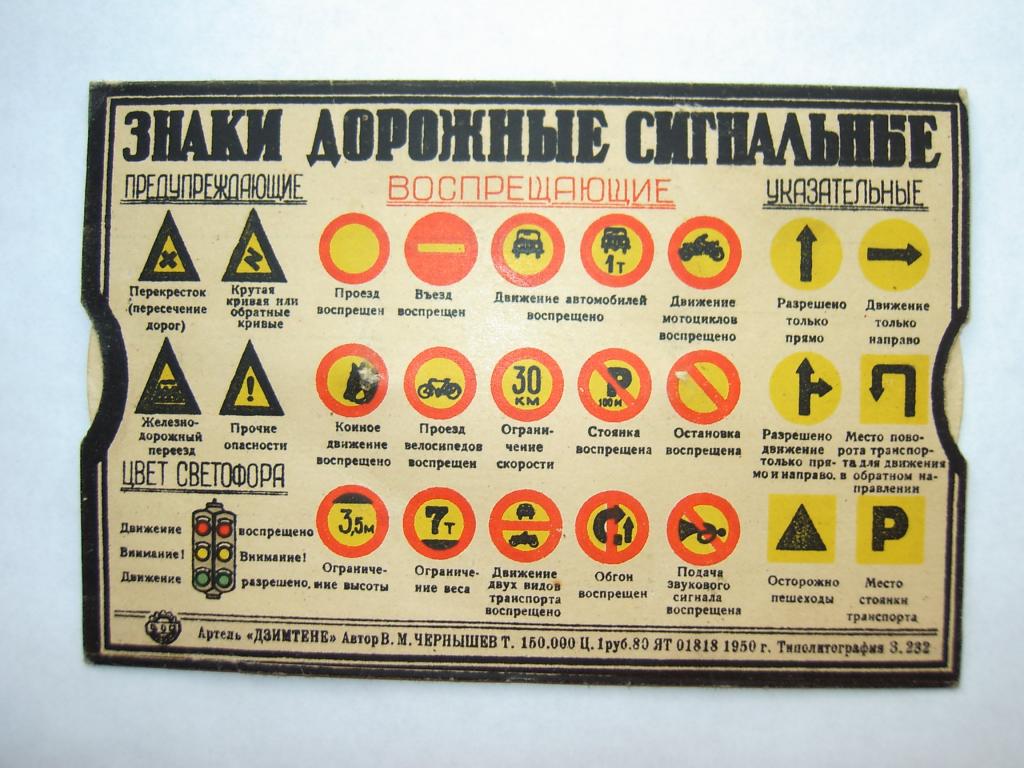 ЗНАКИ ДОРОЖНЫЕ СИГНАЛЬНЫЕ
ПРЕДУПРЕЖДАЮЩИЕ
ВОСПРЕЩАЮЩИЕ
УКАЗАТЕЛЬНЫЕ
Перекресток
(пересечение
дорог)
Крутая
кривая или
обратные
кривые
Проезд
воспрещен
Въезд
воспрещен
1т
Движение автомобилей
воспрещено
Движение
мотоциклов
воспрещено
Разрешено
только
прямо
Движение
только
направо
!
Железно-
дорожный
переезд
Прочие
опасности
Конное
движение
воспрещено
Проезд
велосипедов
воспрещен
30
КМ
Ограни-
чение
скорости
P
100 м
Стоянка
воспрещена
Остановка
воспрещена
Разрешено
движение
только пря-
мо и направо.
Место пово-
рота транспор-
та для движения
в обратном на-
правлении
ЦВЕТ СВЕТОФОРА
Движение
воспрещено
Внимание!
Внимание!
Движение
разрешено.
3,5м
Ограниче-
ние высоты
7т
Ограниче-
ние веса
Движение
двух видов
транспорта
воспрещено
Обгон
воспрещен
Подача
звукового
сигнала
воспрещена
Осторожно
пешеходы
P
Место
стоянки
транспорта
Артель «ДЗИМТЕНЕ» Автор В. М. ЧЕРНЫШЕВ Т. 150.000 Ц. 1руб.80 ЯТ 01818 1950 г. Типолитография З. 232